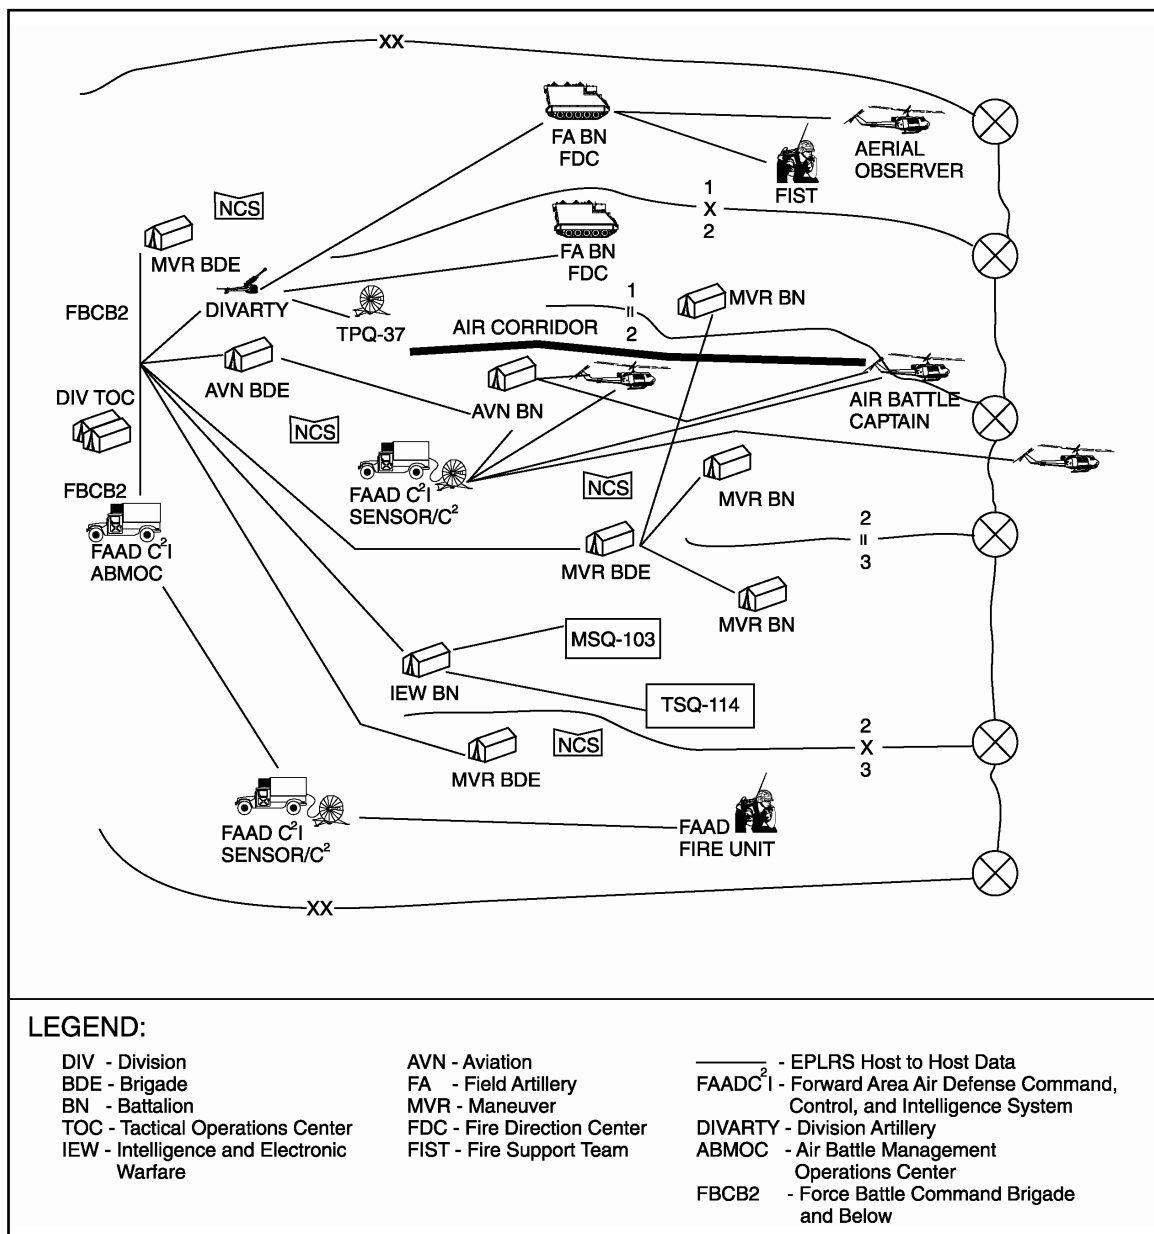 XX
FA BN
FDC
AERIAL
OBSERVER
FIST
1
X
2
NCS
MVR BDE
FA BN
FDC
FBCB2
DIVARTY
TPQ-37
1
=
2
MVR BN
AIR CORRIDOR
AVN BDE
DIV TOC
AVN BN
AIR BATTLE
CAPTAIN
NCS
FBCB2
FAAD C²I
SENSOR/C²
NCS
MVR BN
FAAD C²I
ABMOC
MVR BDE
2
=
3
MVR BN
MSQ-103
IEW BN
TSQ-114
NCS
2
X
3
MVR BDE
FAAD C²I
SENSOR/C²
FAAD
FIRE UNIT
XX
LEGEND:
DIV - Division
BDE - Brigade
BN - Battalion
TOC - Tactical Operations Center
IEW - Intelligence and Electronic
Warfare
AVN - Aviation
FA - Field Artillery
MVR - Maneuver
FDC - Fire Direction Center
FIST - Fire Support Team
- EPLRS Host to Host Data
FAADC²I - Forward Area Air Defense Command,
Control, and Intelligence System
DIVARTY - Division Artillery
ABMOC - Air Battle Management
Operations Center
FBCB2 - Force Battle Command Brigade
and Below